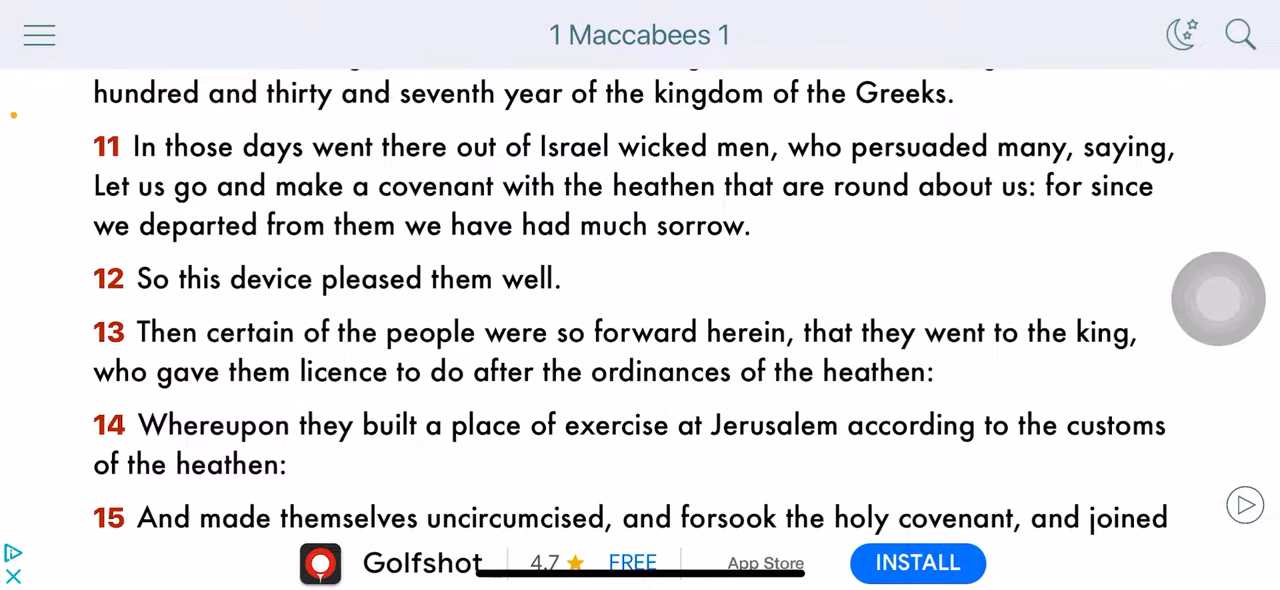 1 Maccabees 1
hundred and thirty and seventh year of the kingdom of the Greeks.
11 In those days went there out of Israel wicked men, who persuaded many, saying,
Let us go and make a covenant with the heathen that are round about us: for since
we departed from them we have had much sorrow.
12 So this device pleased them well.
13 Then certain of the people were so forward herein, that they went to the king,
who gave them licence to do after the ordinances of the heathen:
14 Whereupon they built a place of exercise at Jerusalem according to the customs
of the heathen:
15 And made themselves uncircumcised, and forsook the holy covenant, and joined
Golfshot 4.7 FREE App Store INSTALL